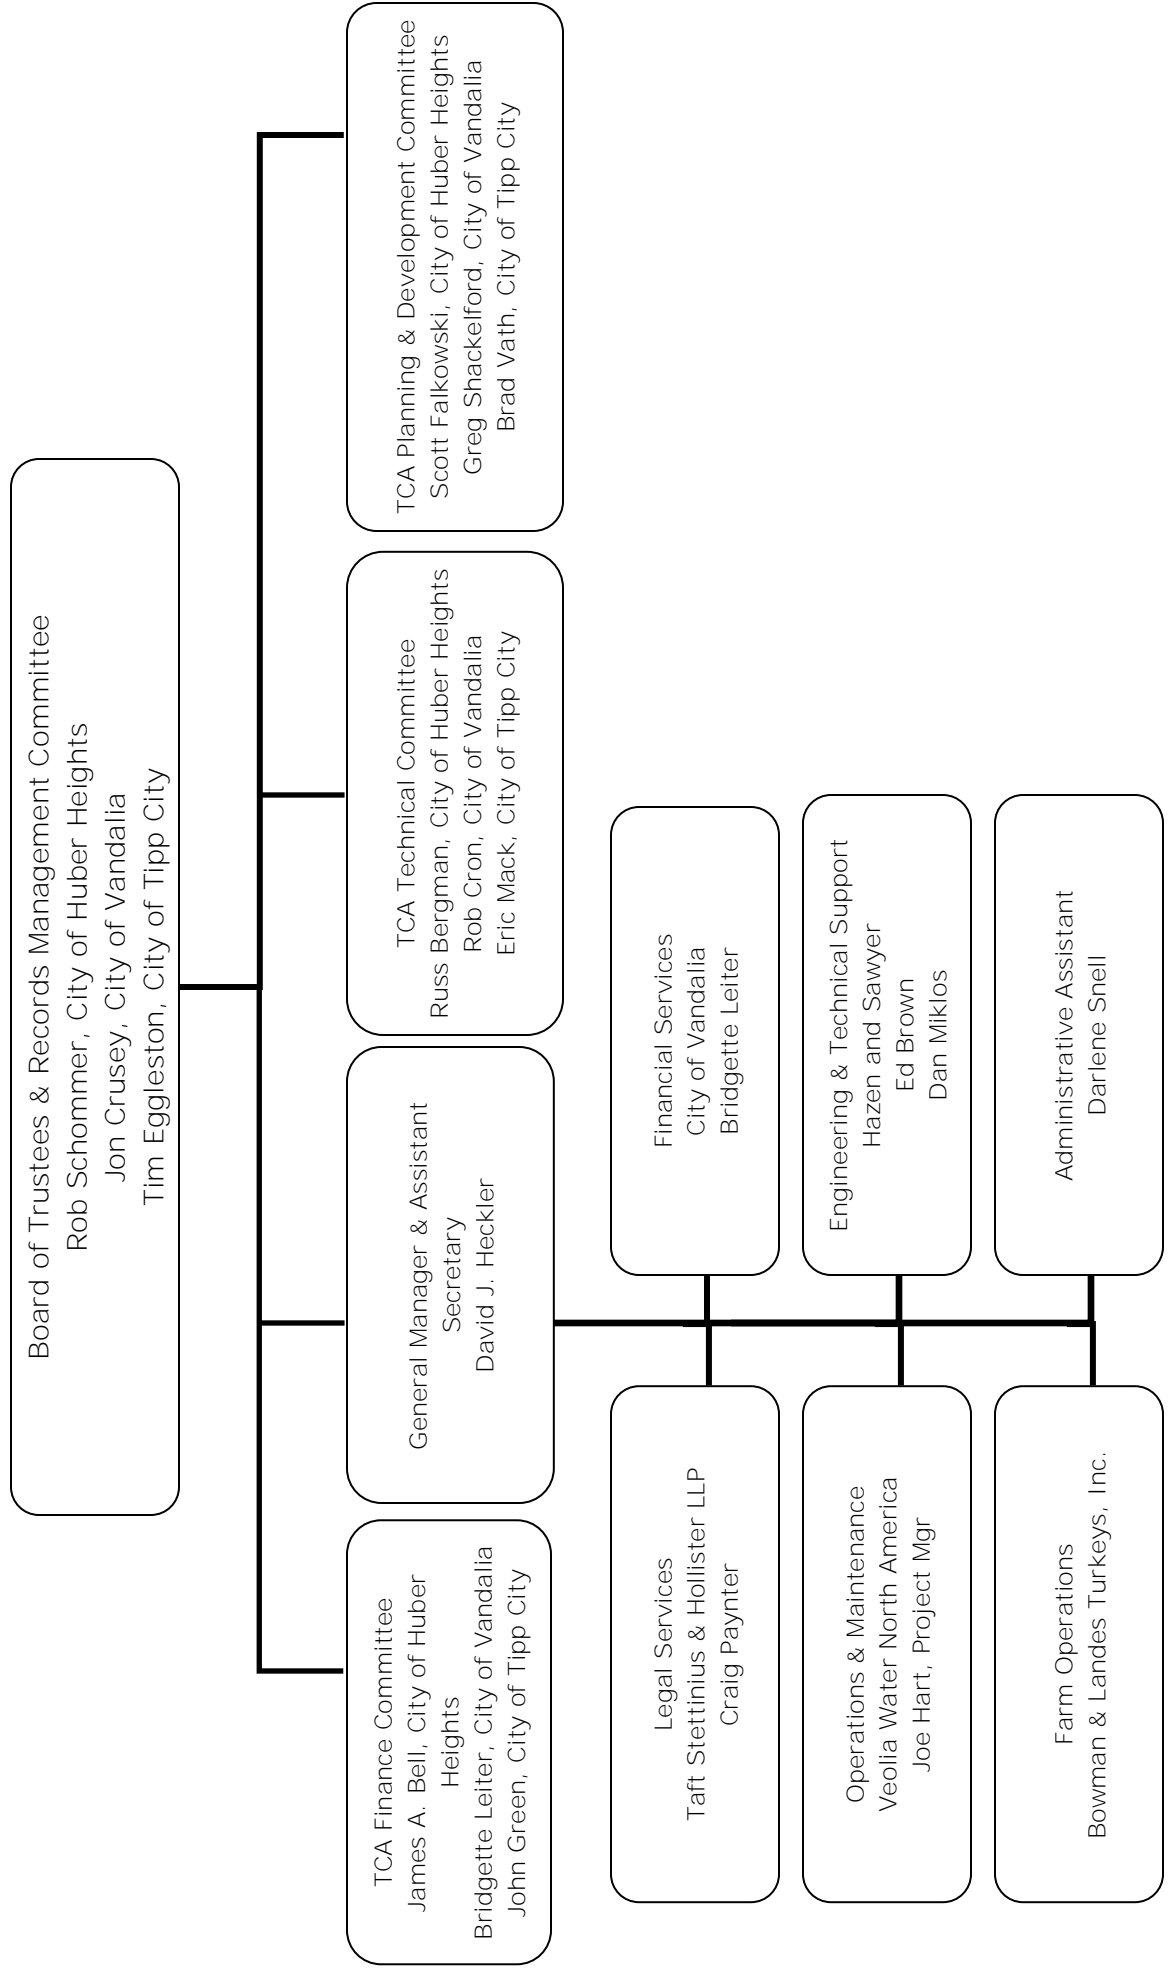 Board of Trustees & Records Management Committee
Rob Schommer, City of Huber Heights
Jon Crusey, City of Vandalia
Tim Eggleston, City of Tipp City
TCA Finance Committee
James A. Bell, City of Huber
Heights
Bridgette Leiter, City of Vandalia
John Green, City of Tipp City
General Manager & Assistant
Secretary
David J. Heckler
TCA Technical Committee
Russ Bergman, City of Huber Heights
Rob Cron, City of Vandalia
Eric Mack, City of Tipp City
TCA Planning & Development Committee
Scott Falkowski, City of Huber Heights
Greg Shackelford, City of Vandalia
Brad Vath, City of Tipp City
Legal Services
Taft Stettinius & Hollister LLP
Craig Paynter
Financial Services
City of Vandalia
Bridgette Leiter
Operations & Maintenance
Veolia Water North America
Joe Hart, Project Mgr
Engineering & Technical Support
Hazen and Sawyer
Ed Brown
Dan Miklos
Farm Operations
Bowman & Landes Turkeys, Inc.
Administrative Assistant
Darlene Snell